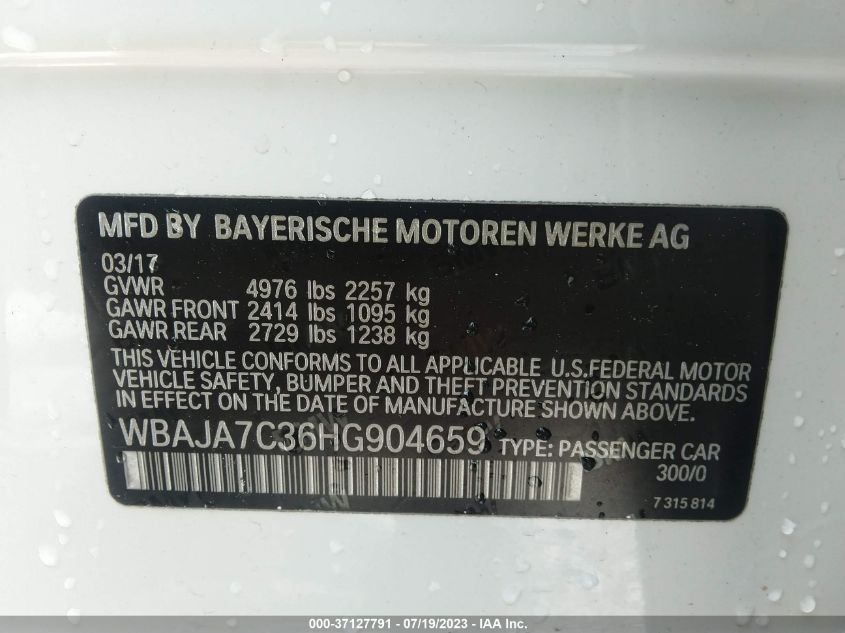 MFD BY BAYERISCHE MOTOREN WERKE AG
03/17
GVWR 4976 lbs 2257 kg
GAWR FRONT 2414 lbs 1095 kg
GAWR REAR 2729 lbs 1238 kg
THIS VEHICLE CONFORMS TO ALL APPLICABLE U.S.FEDERAL MOTOR
VEHICLE SAFETY, BUMPER AND THEFT PREVENTION STANDARDS
IN EFFECT ON THE DATE OF MANUFACTURE SHOWN ABOVE.
WBAJA7C36HG904659 TYPE: PASSENGER CAR
300/0
7 315 814
000-37127791 - 07/19/2023 - IAA Inc.